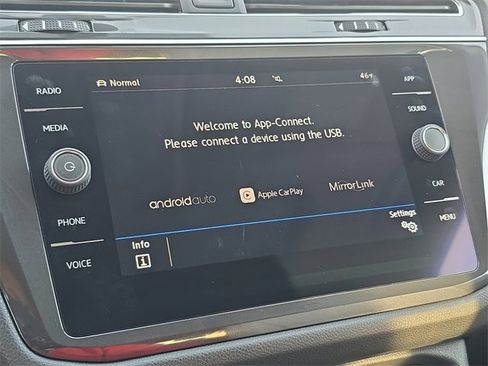 Normal 4:08 46°F
RADIO
APP
Welcome to App-Connect.
Please connect a device using the USB.
MEDIA
SOUND
androidauto Apple CarPlay MirrorLink
CAR
PHONE
Settings
MENU
Info
VOICE